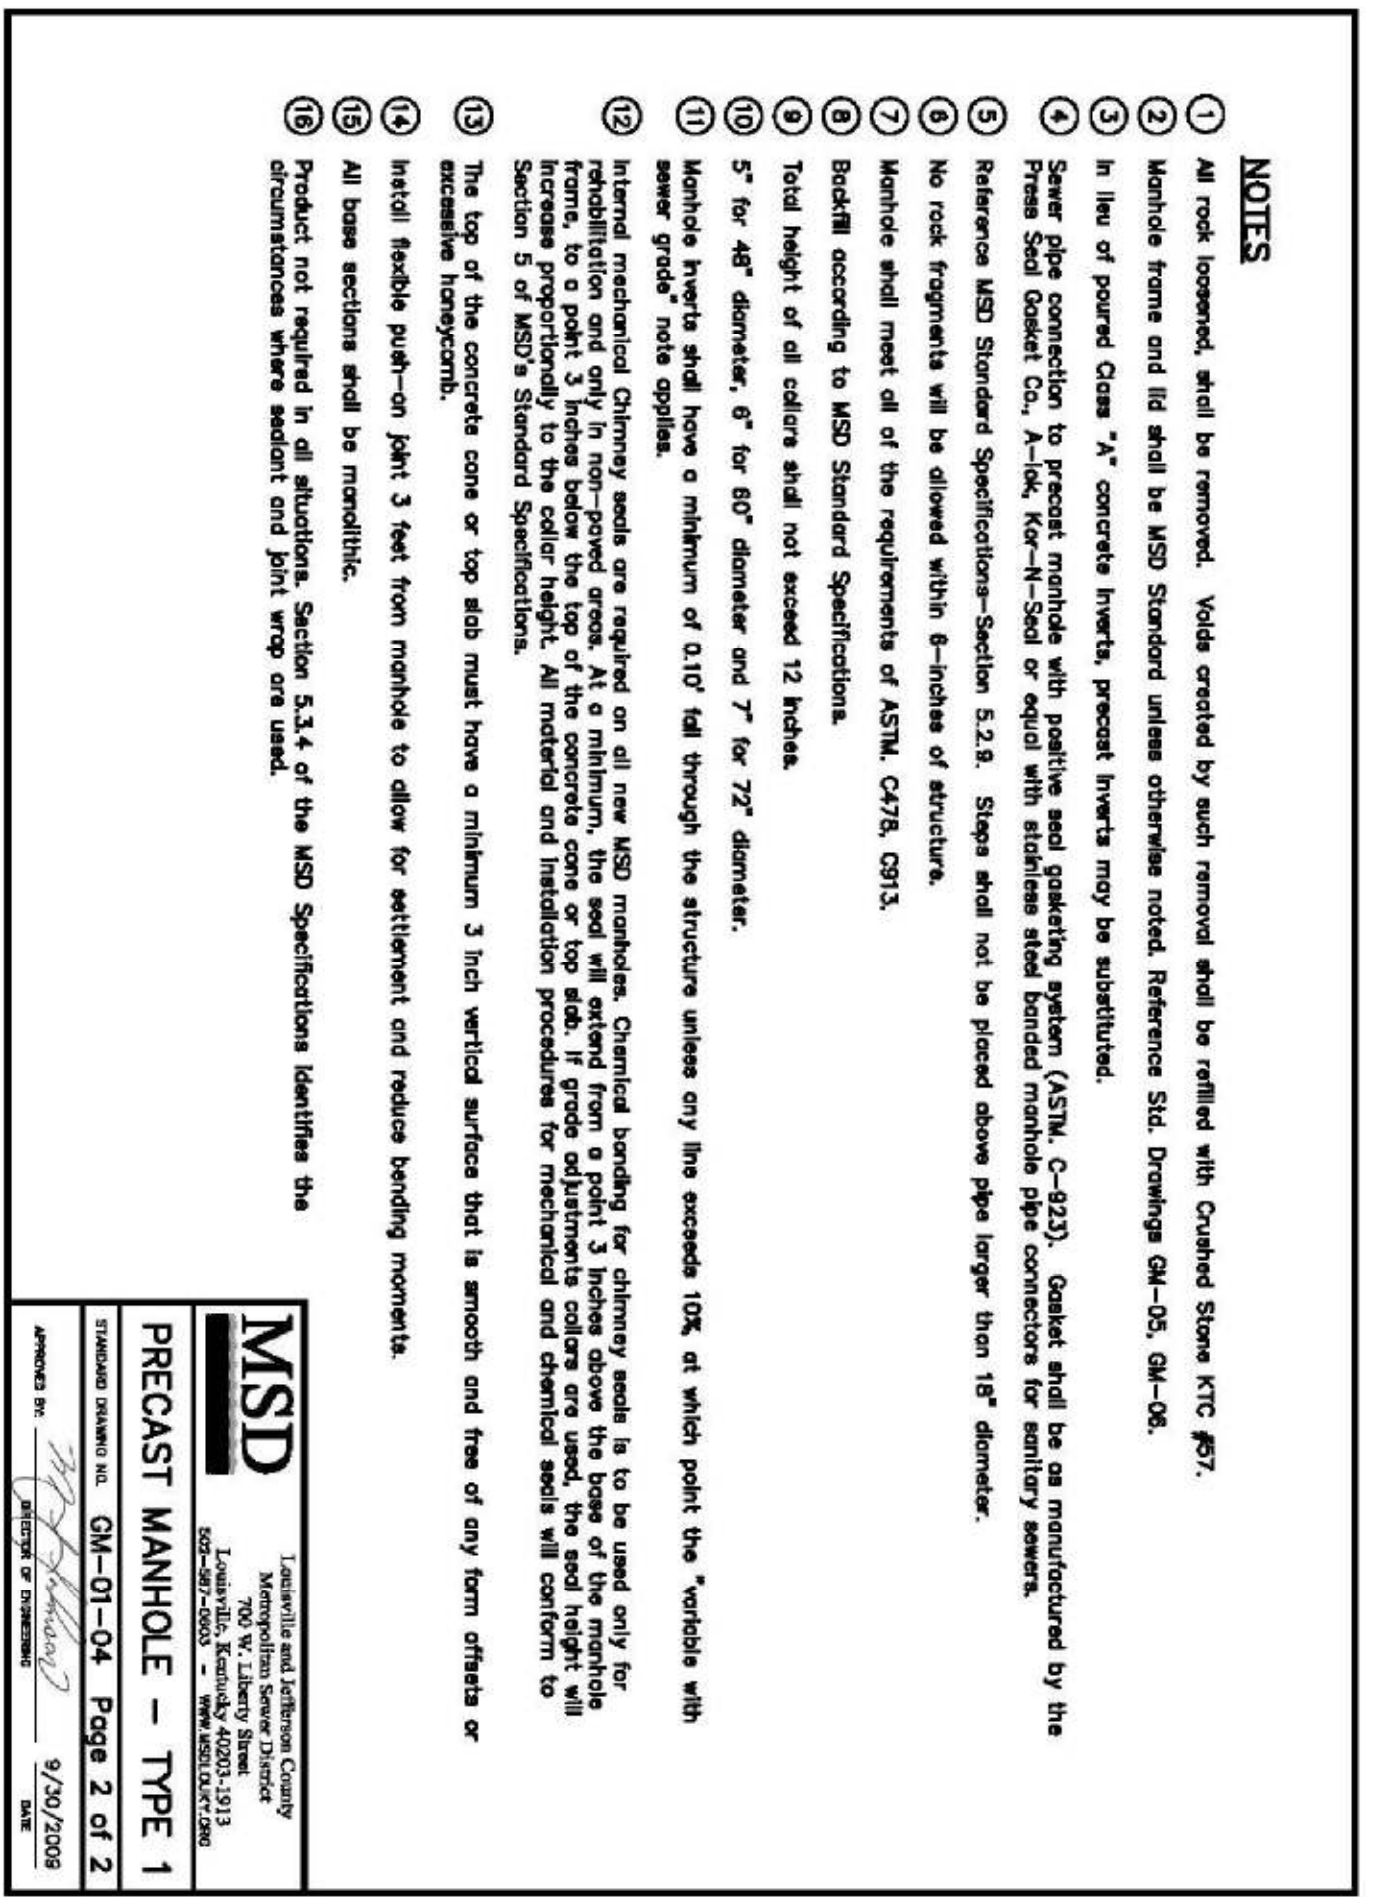 NOTES
1 All rock loosened, shall be removed. Voids created by such removal shall be refilled with Crushed Stone KTC #57.
2 Manhole frame and lid shall be MSD Standard unless otherwise noted. Reference Std. Drawings GM-05, GM-06.
3 In lieu of poured Class "A" concrete inverts, precast inverts may be substituted.
4 Sewer pipe connection to precast manhole with positive seal gasketing system (ASTM. C-923). Gasket shall be as manufactured by the
Press Seal Gasket Co., A-lok, Kor-N-Seal or equal with stainless steel banded manhole pipe connectors for sanitary sewers.
5 Reference MSD Standard Specifications-Section 5.2.9. Steps shall not be placed above pipe larger than 18" diameter.
6 No rock fragments will be allowed within 6-inches of structure.
7 Manhole shall meet all of the requirements of ASTM. C478, C913.
8 Backfill according to MSD Standard Specifications.
9 Total height of all collars shall not exceed 12 inches.
10 5" for 48" diameter, 6" for 60" diameter and 7" for 72" diameter.
11 Manhole inverts shall have a minimum of 0.10' fall through the structure unless any line exceeds 10%, at which point the "variable with
sewer grade" note applies.
12 Internal mechanical Chimney seals are required on all new MSD manholes. Chemical bonding for chimney seals is to be used only for
rehabilitation and only in non-paved areas. At a minimum, the seal will extend from a point 3 inches above the base of the manhole
frame, to a point 3 inches below the top of the concrete cone or top slab. If grade adjustments collars are used, the seal height will
increase proportionally to the collar height. All material and installation procedures for mechanical and chemical seals will conform to
Section 5 of MSD's Standard Specifications.
13 The top of the concrete cone or top slab must have a minimum 3 inch vertical surface that is smooth and free of any form offsets or
excessive honeycomb.
14 Install flexible push-on joint 3 feet from manhole to allow for settlement and reduce bending moments.
15 All base sections shall be monolithic.
16 Product not required in all situations. Section 5.3.4 of the MSD Specifications identifies the
circumstances where sealant and joint wrap are used.
MSD
Louisville and Jefferson County
Metropolitan Sewer District
700 W. Liberty Street
Louisville, Kentucky 40203-1913
502-587-0603 - WWW.MSDLOUKY.ORG
PRECAST MANHOLE - TYPE 1
STANDARD DRAWING NO. GM-01-04 Page 2 of 2
APPROVED BY: 9/30/2009
DIRECTOR OF ENGINEERING DATE